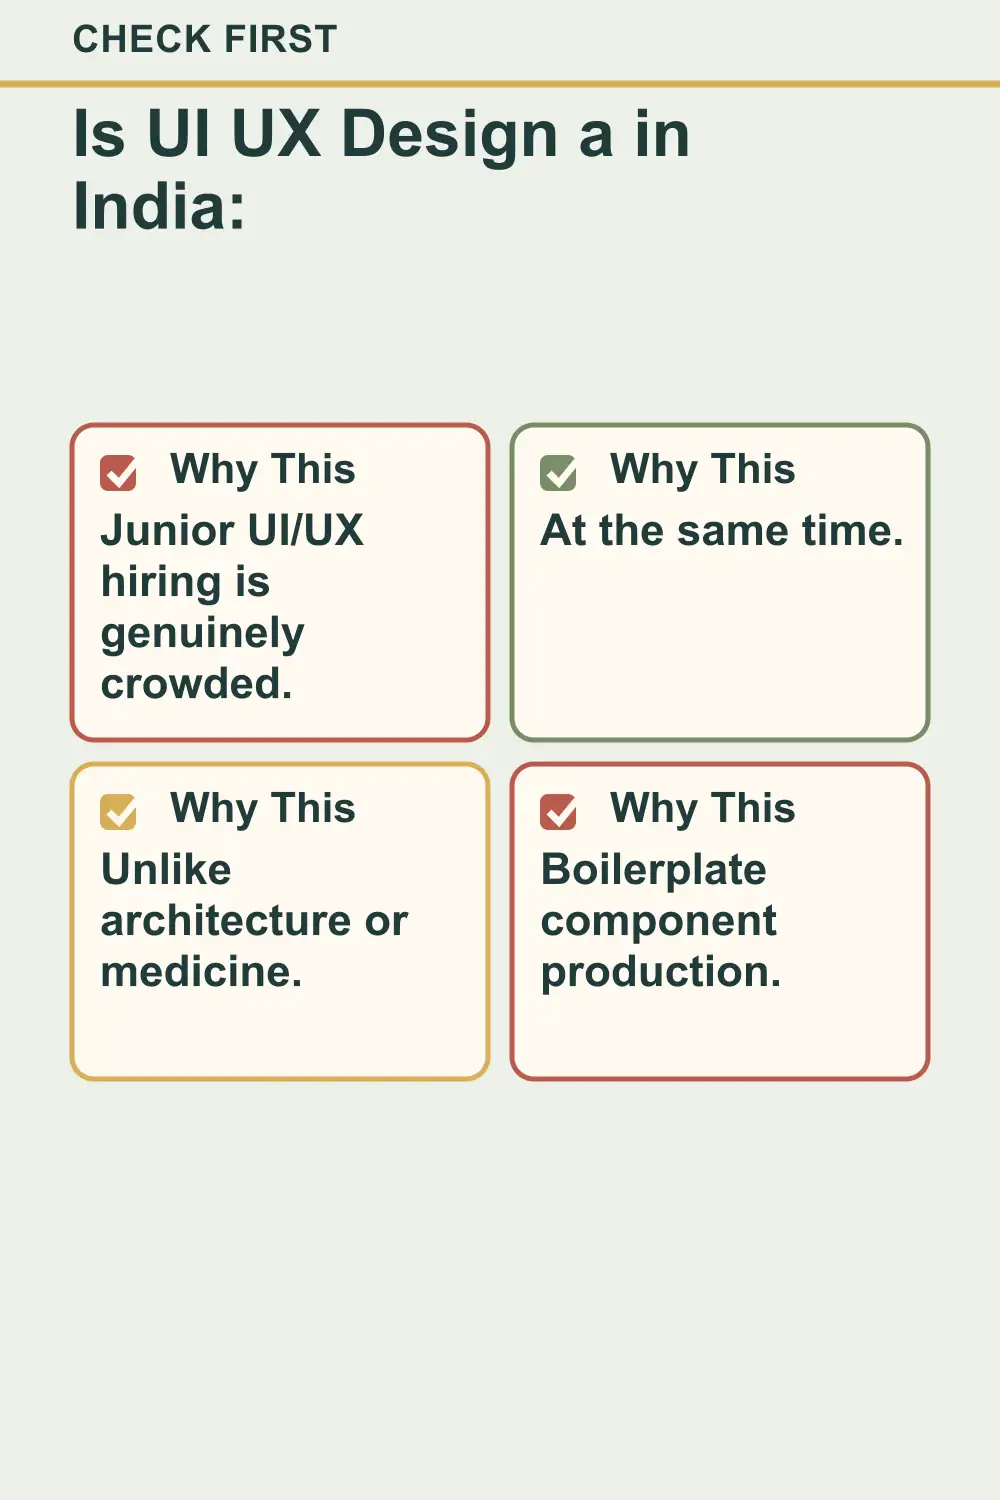 CHECK FIRST
Is UI UX Design a in
India:
Why This
Junior UI/UX
hiring is
genuinely
crowded.
Why This
At the same time.
Why This
Unlike
architecture or
medicine.
Why This
Boilerplate
component
production.